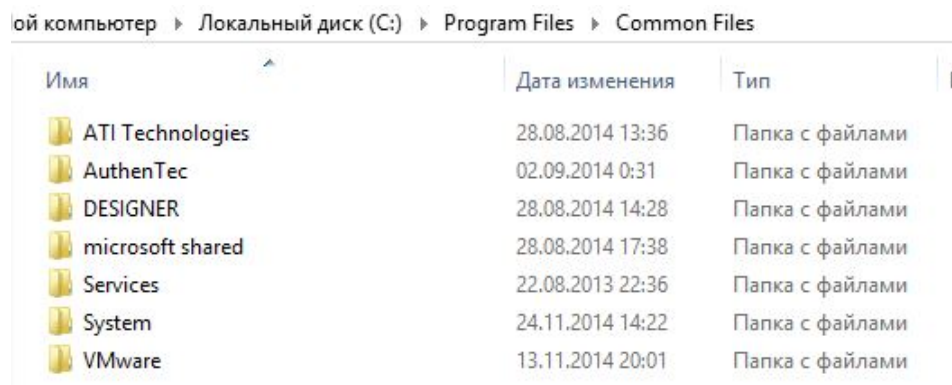 ой компьютер ▸ Локальный диск (C:) ▸ Program Files ▸ Common Files
Имя Дата изменения Тип
ATI Technologies 28.08.2014 13:36 Папка с файлами
AuthenTec 02.09.2014 0:31 Папка с файлами
DESIGNER 28.08.2014 14:28 Папка с файлами
microsoft shared 28.08.2014 17:38 Папка с файлами
Services 22.08.2013 22:36 Папка с файлами
System 24.11.2014 14:22 Папка с файлами
VMware 13.11.2014 20:01 Папка с файлами